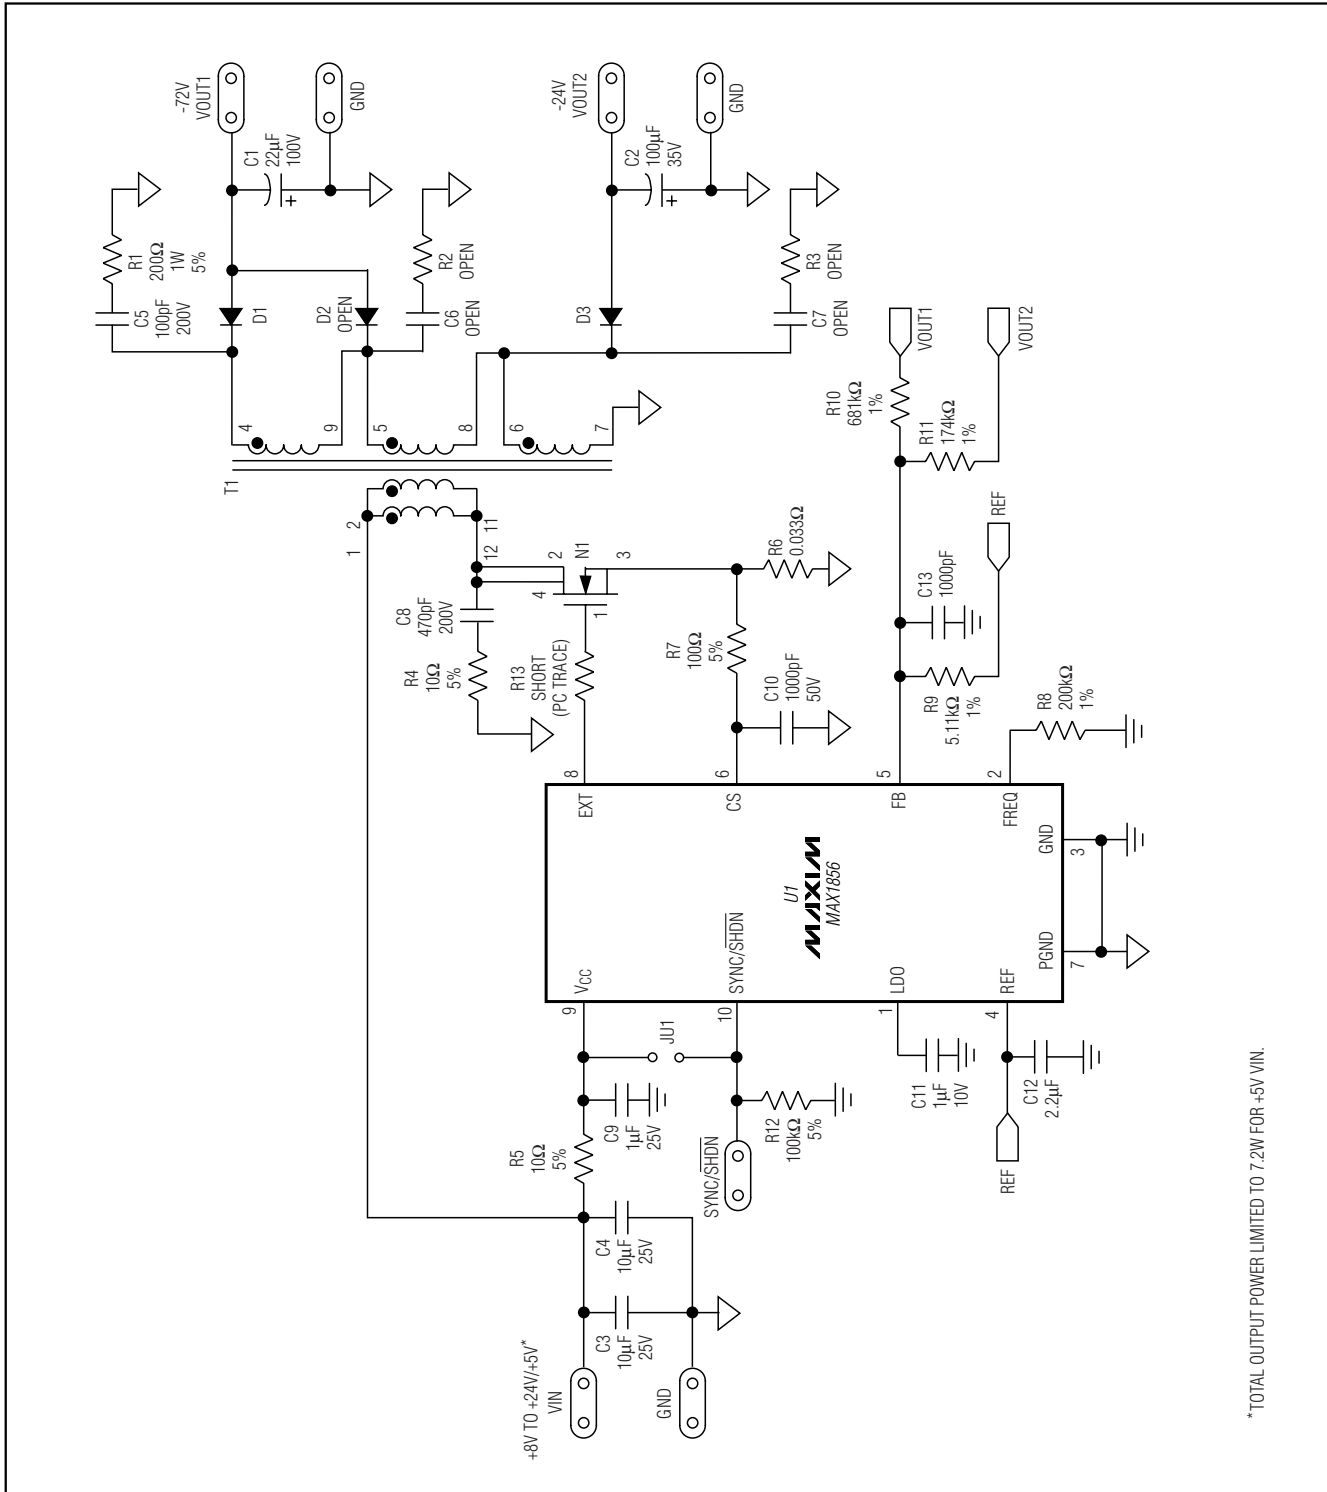 -72V
VOUT1
GND
C1
22µF
100V
R1
200Ω
1W
5%
C5
100pF
200V
D1
D2
OPEN
R2
OPEN
C6
OPEN
-24V
VOUT2
GND
C2
100µF
35V
D3
R3
OPEN
C7
OPEN
T1
4
9
5
8
6
7
1
2
11
12
R4
10Ω
5%
C8
470pF
200V
R13
SHORT
(PC TRACE)
2
N1
3
4
1
R6
0.033Ω
R7
100Ω
5%
C10
1000pF
50V
R10
681kΩ
1%
VOUT1
R11
174kΩ
1%
VOUT2
C13
1000pF
REF
R9
5.11kΩ
1%
R8
200kΩ
1%
8
EXT
6
CS
5
FB
2
FREQ
U1
MAXIM
MAX1856
GND
3
PGND
7
VCC
9
SYNC/SHDN
10
LDO
1
REF
4
JU1
R5
10Ω
5%
C9
1µF
25V
R12
100kΩ
5%
SYNC/SHDN
C11
1µF
10V
C12
2.2µF
REF
+8V TO +24V/+5V*
VIN
GND
C3
10µF
25V
C4
10µF
25V
*TOTAL OUTPUT POWER LIMITED TO 7.2W FOR +5V VIN.